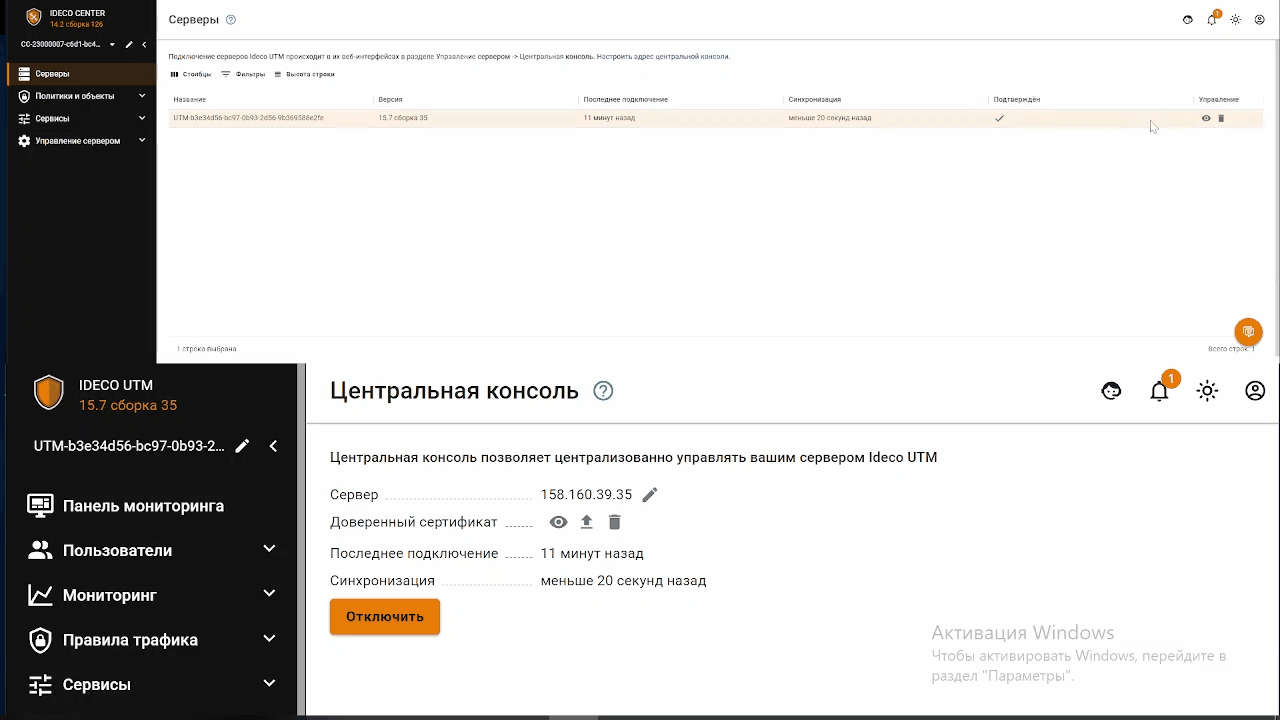 IDECO CENTER
14.2 сборка 126
CC-23000007-c6d1-bc4...
Серверы
Политики и объекты
Сервисы
Управление сервером
Серверы
1
Подключение серверов Ideco UTM происходит в их веб-интерфейсах в разделе Управление сервером -> Центральная консоль. Настроить адрес центральной консоли.
Столбцы Фильтры Высота строки
Название Версия Последнее подключение Синхронизация Подтверждён Управление
UTM-b3e34d56-bc97-0b93-2d56-9b369588e2fe 15.7 сборка 35 11 минут назад меньше 20 секунд назад
1 строка выбрана
Всего строк: 1
IDECO UTM
15.7 сборка 35
UTM-b3e34d56-bc97-0b93-2...
Панель мониторинга
Пользователи
Мониторинг
Правила трафика
Сервисы
Центральная консоль
1
Центральная консоль позволяет централизованно управлять вашим сервером Ideco UTM
Сервер 158.160.39.35
Доверенный сертификат
Последнее подключение 11 минут назад
Синхронизация меньше 20 секунд назад
Отключить
Активация Windows
Чтобы активировать Windows, перейдите в
раздел "Параметры".